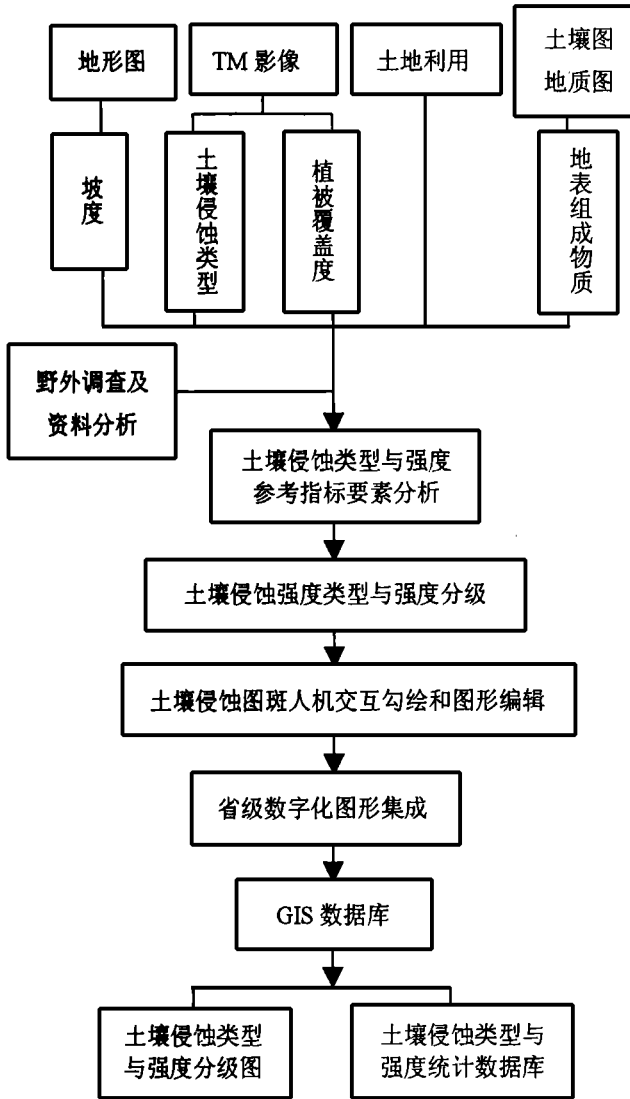 地形图
TM 影像
土地利用
土壤图
地质图
坡度
土壤侵蚀类型
植被覆盖度
地表组成物质
野外调查及
资料分析
土壤侵蚀类型与强度
参考指标要素分析
土壤侵蚀强度类型与强度分级
土壤侵蚀图斑人机交互勾绘和图形编辑
省级数字化图形集成
GIS 数据库
土壤侵蚀类型
与强度分级图
土壤侵蚀类型与
强度统计数据库